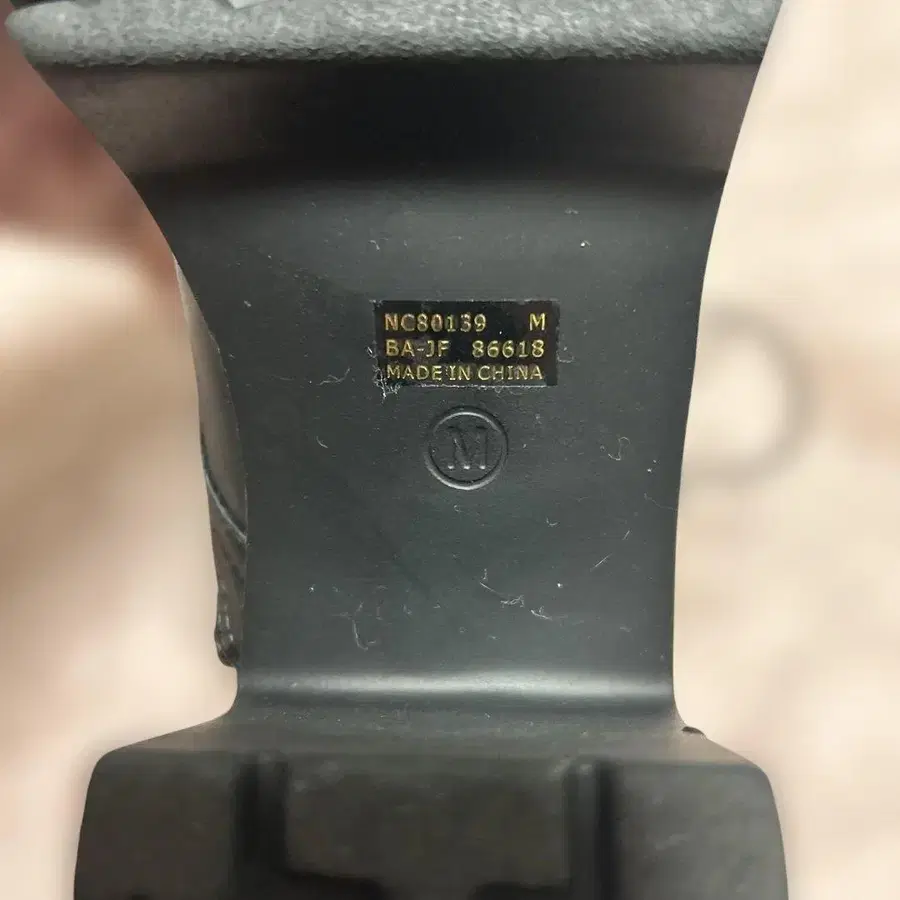 NC80139 M
BA-JF 86618
MADE IN CHINA
M